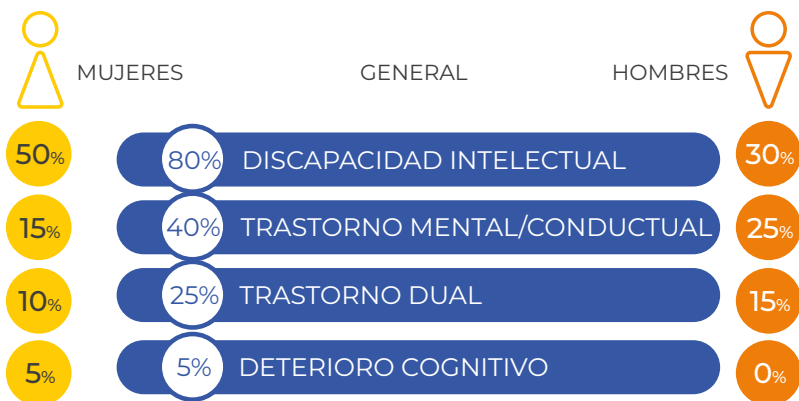 MUJERES GENERAL HOMBRES
50% 80% DISCAPACIDAD INTELECTUAL 30%
15% 40% TRASTORNO MENTAL/CONDUCTUAL 25%
10% 25% TRASTORNO DUAL 15%
5% 5% DETERIORO COGNITIVO 0%